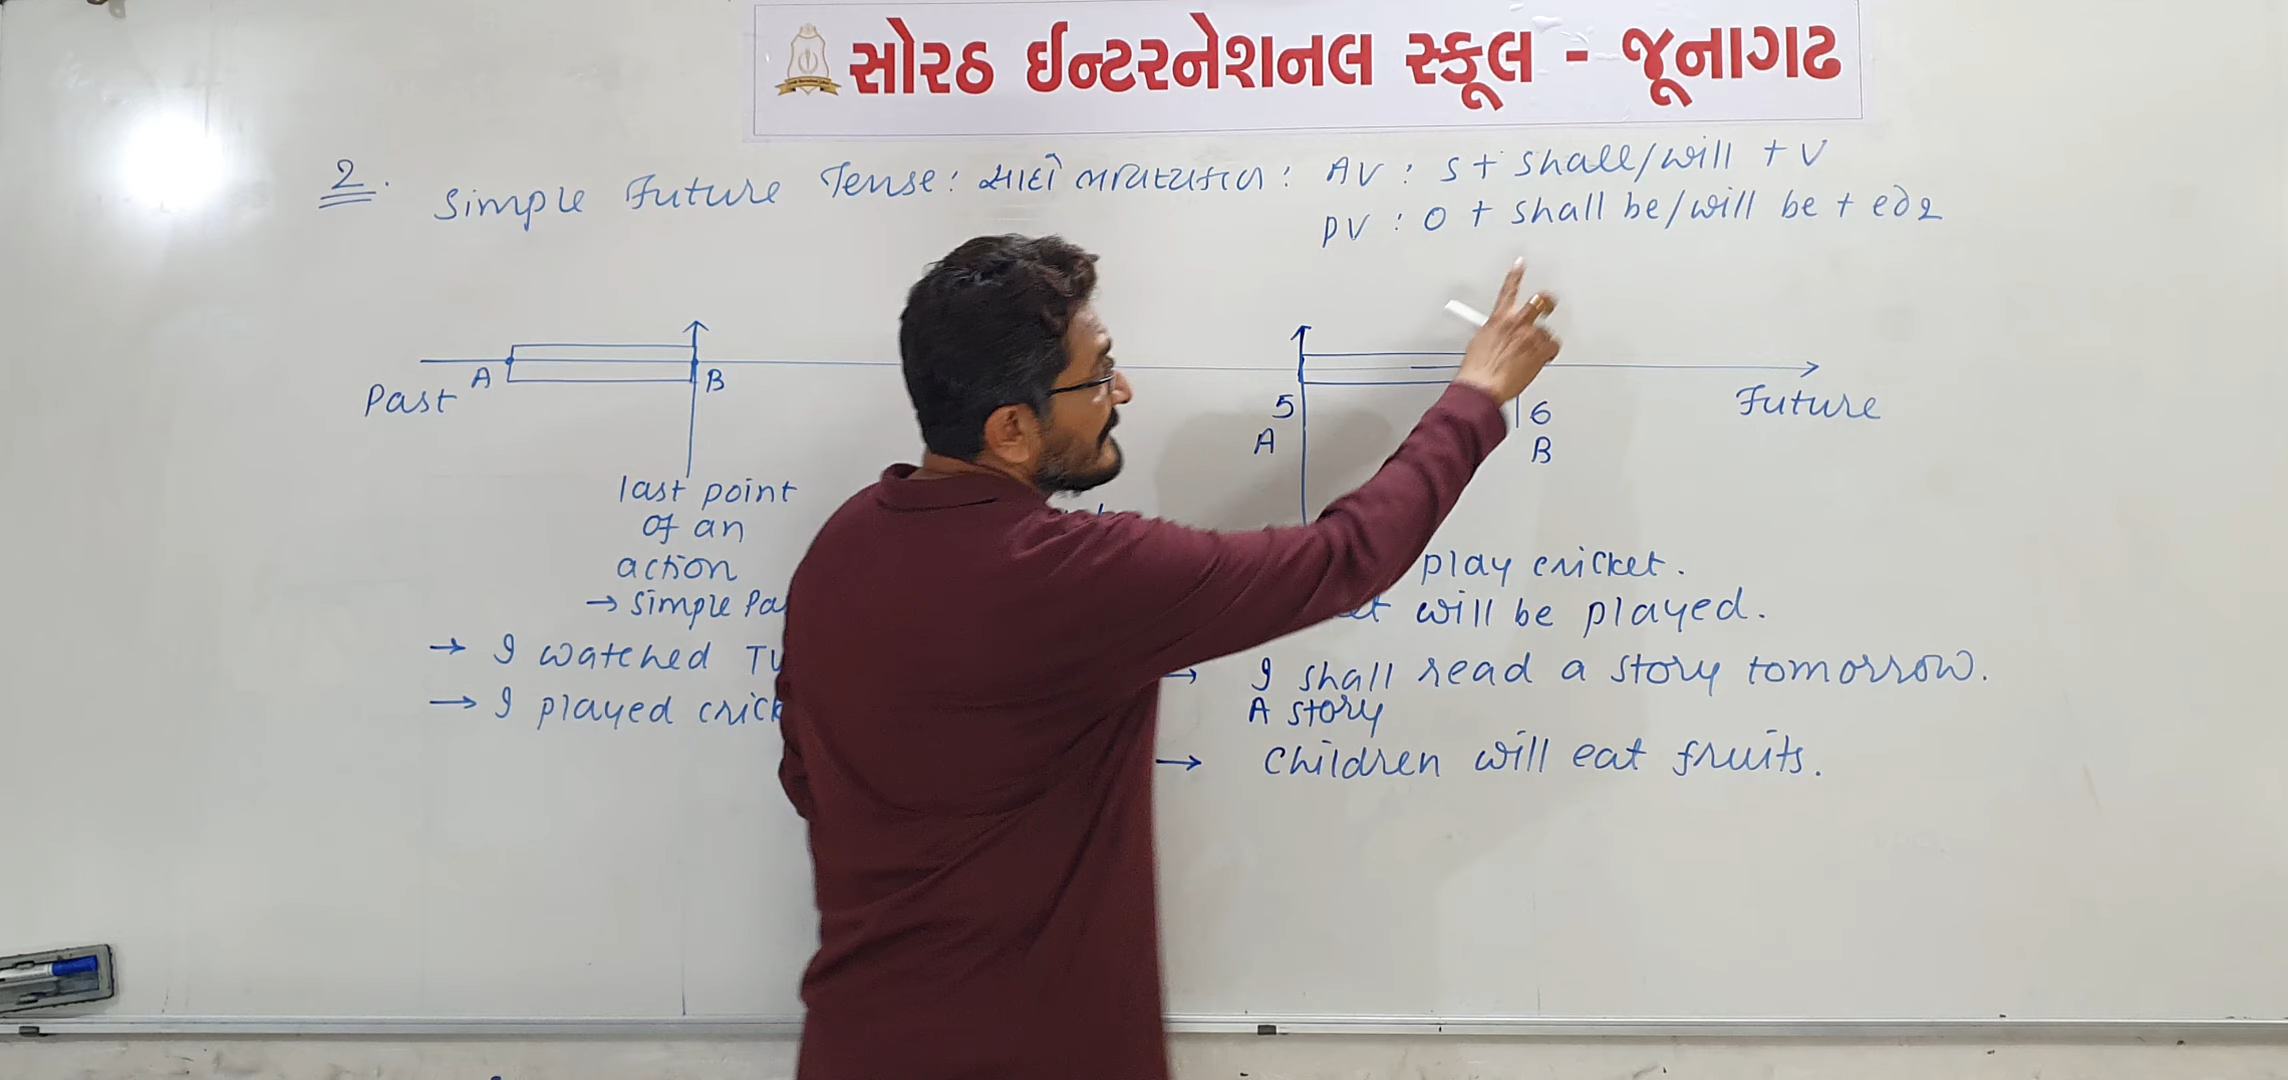 સોરઠ ઈન્ટરનેશનલ સ્કૂલ - જૂનાગઢ
2. Simple Future Tense: સાદો ભવિષ્યકાળ: AV: S + shall/will + V
PV: O + shall be/will be + ed2
Past A B
5 6 Future
A B
last point
of an
action
→ Simple Pa
→ I watched TV
→ I played crick
play cricket.
will be played.
→ I shall read a story tomorrow.
A story
→ Children will eat fruits.